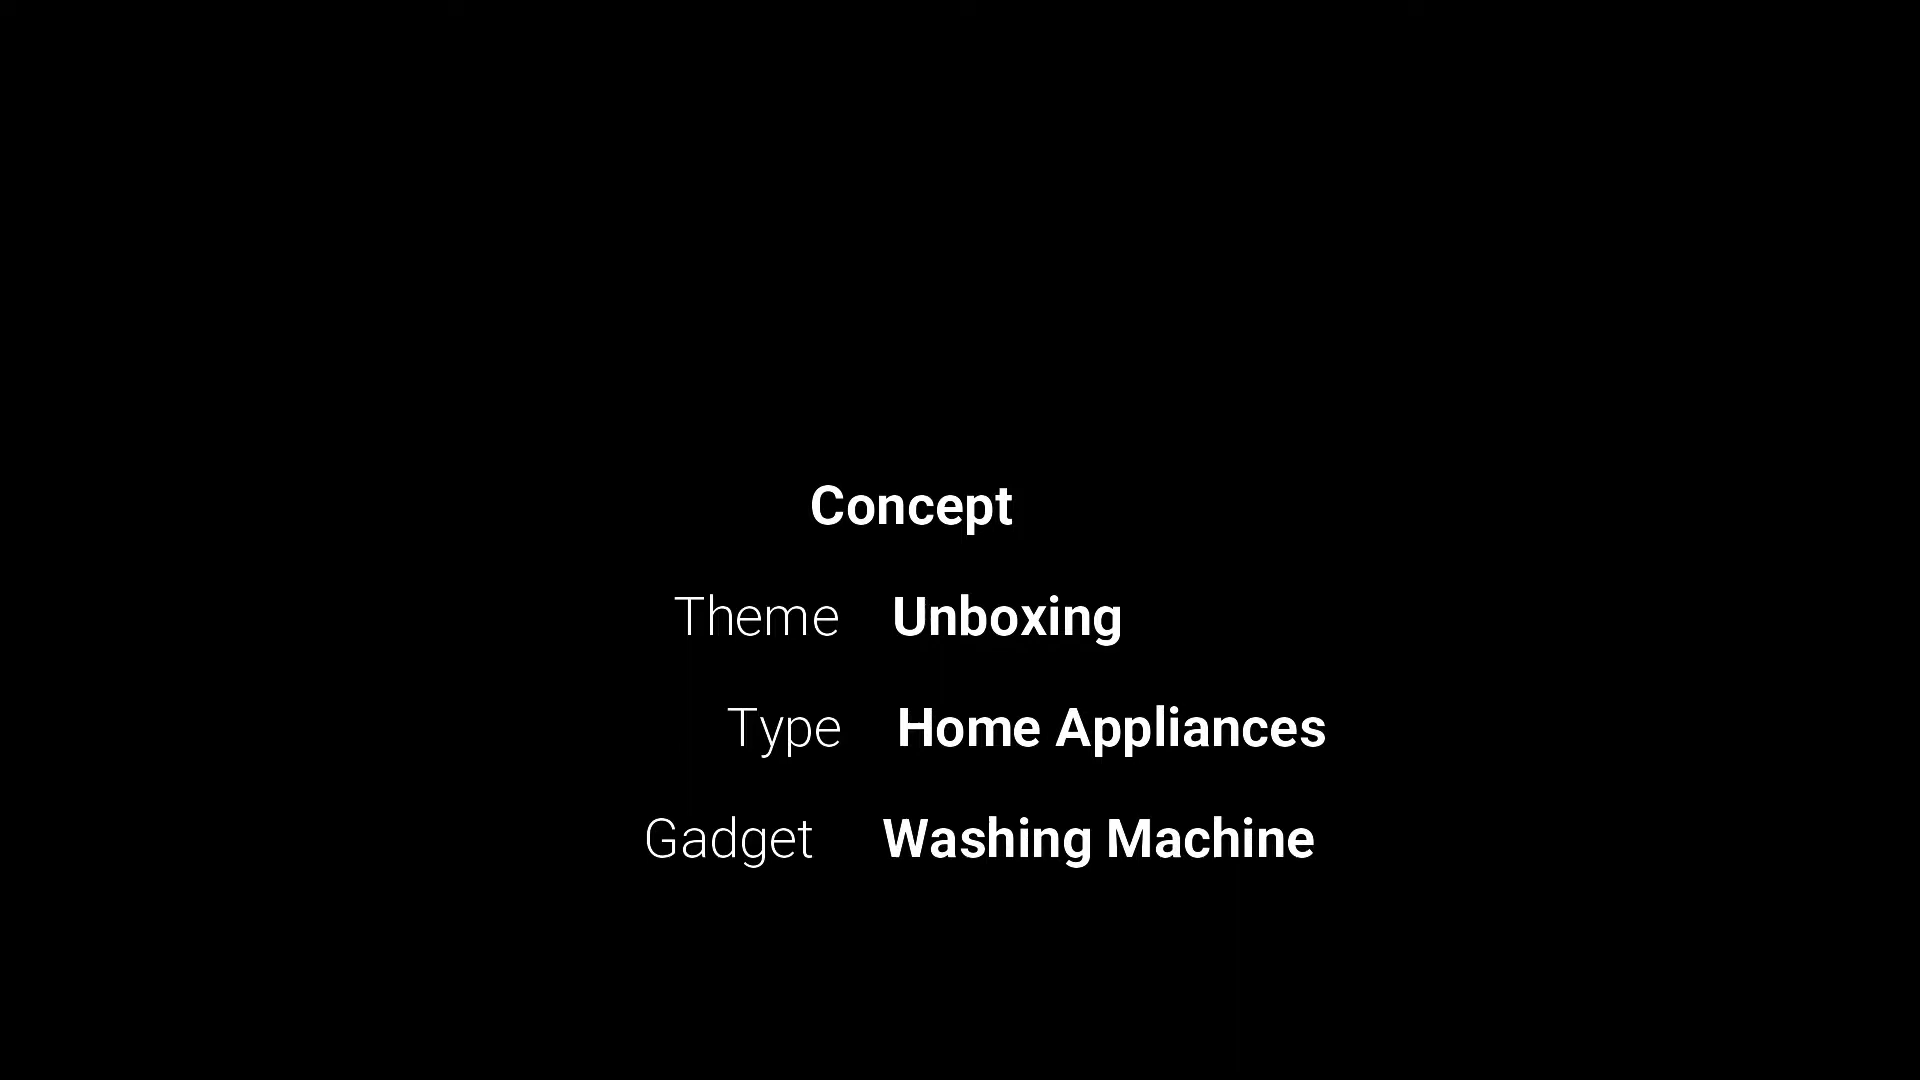 Concept
Theme Unboxing
Type Home Appliances
Gadget Washing Machine